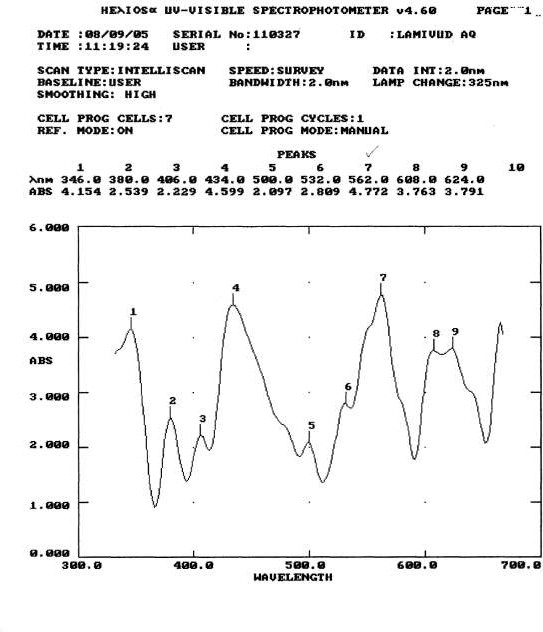 HEλIOSα UV-VISIBLE SPECTROPHOTOMETER v4.60 PAGE 1
DATE :08/09/05 SERIAL No:110327 ID :LAMIVUD AQ
TIME :11:19:24 USER :
SCAN TYPE:INTELLISCAN SPEED:SURVEY DATA INT:2.0nm
BASELINE:USER BANDWIDTH:2.0nm LAMP CHANGE:325nm
SMOOTHING: HIGH
CELL PROG CELLS:7 CELL PROG CYCLES:1
REF. MODE:ON CELL PROG MODE:MANUAL
PEAKS
1 2 3 4 5 6 7 8 9 10
λnm 346.0 380.0 406.0 434.0 500.0 532.0 562.0 608.0 624.0
ABS 4.154 2.539 2.229 4.599 2.097 2.809 4.772 3.763 3.791
6.000
5.000
4.000
ABS
3.000
2.000
1.000
0.000
1
2
3
4
5
6
7
8
9
300.0 400.0 500.0 600.0 700.0
WAVELENGTH